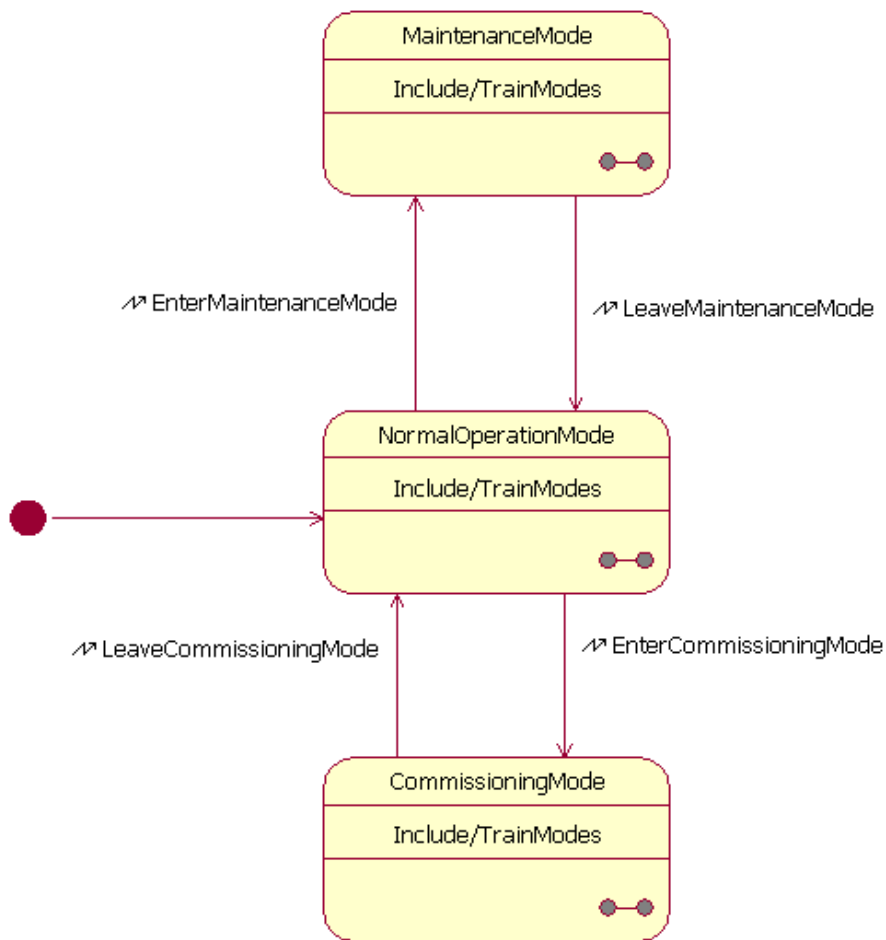 MaintenanceMode
Include/TrainModes
EnterMaintenanceMode
LeaveMaintenanceMode
NormalOperationMode
Include/TrainModes
LeaveCommissioningMode
EnterCommissioningMode
CommissioningMode
Include/TrainModes